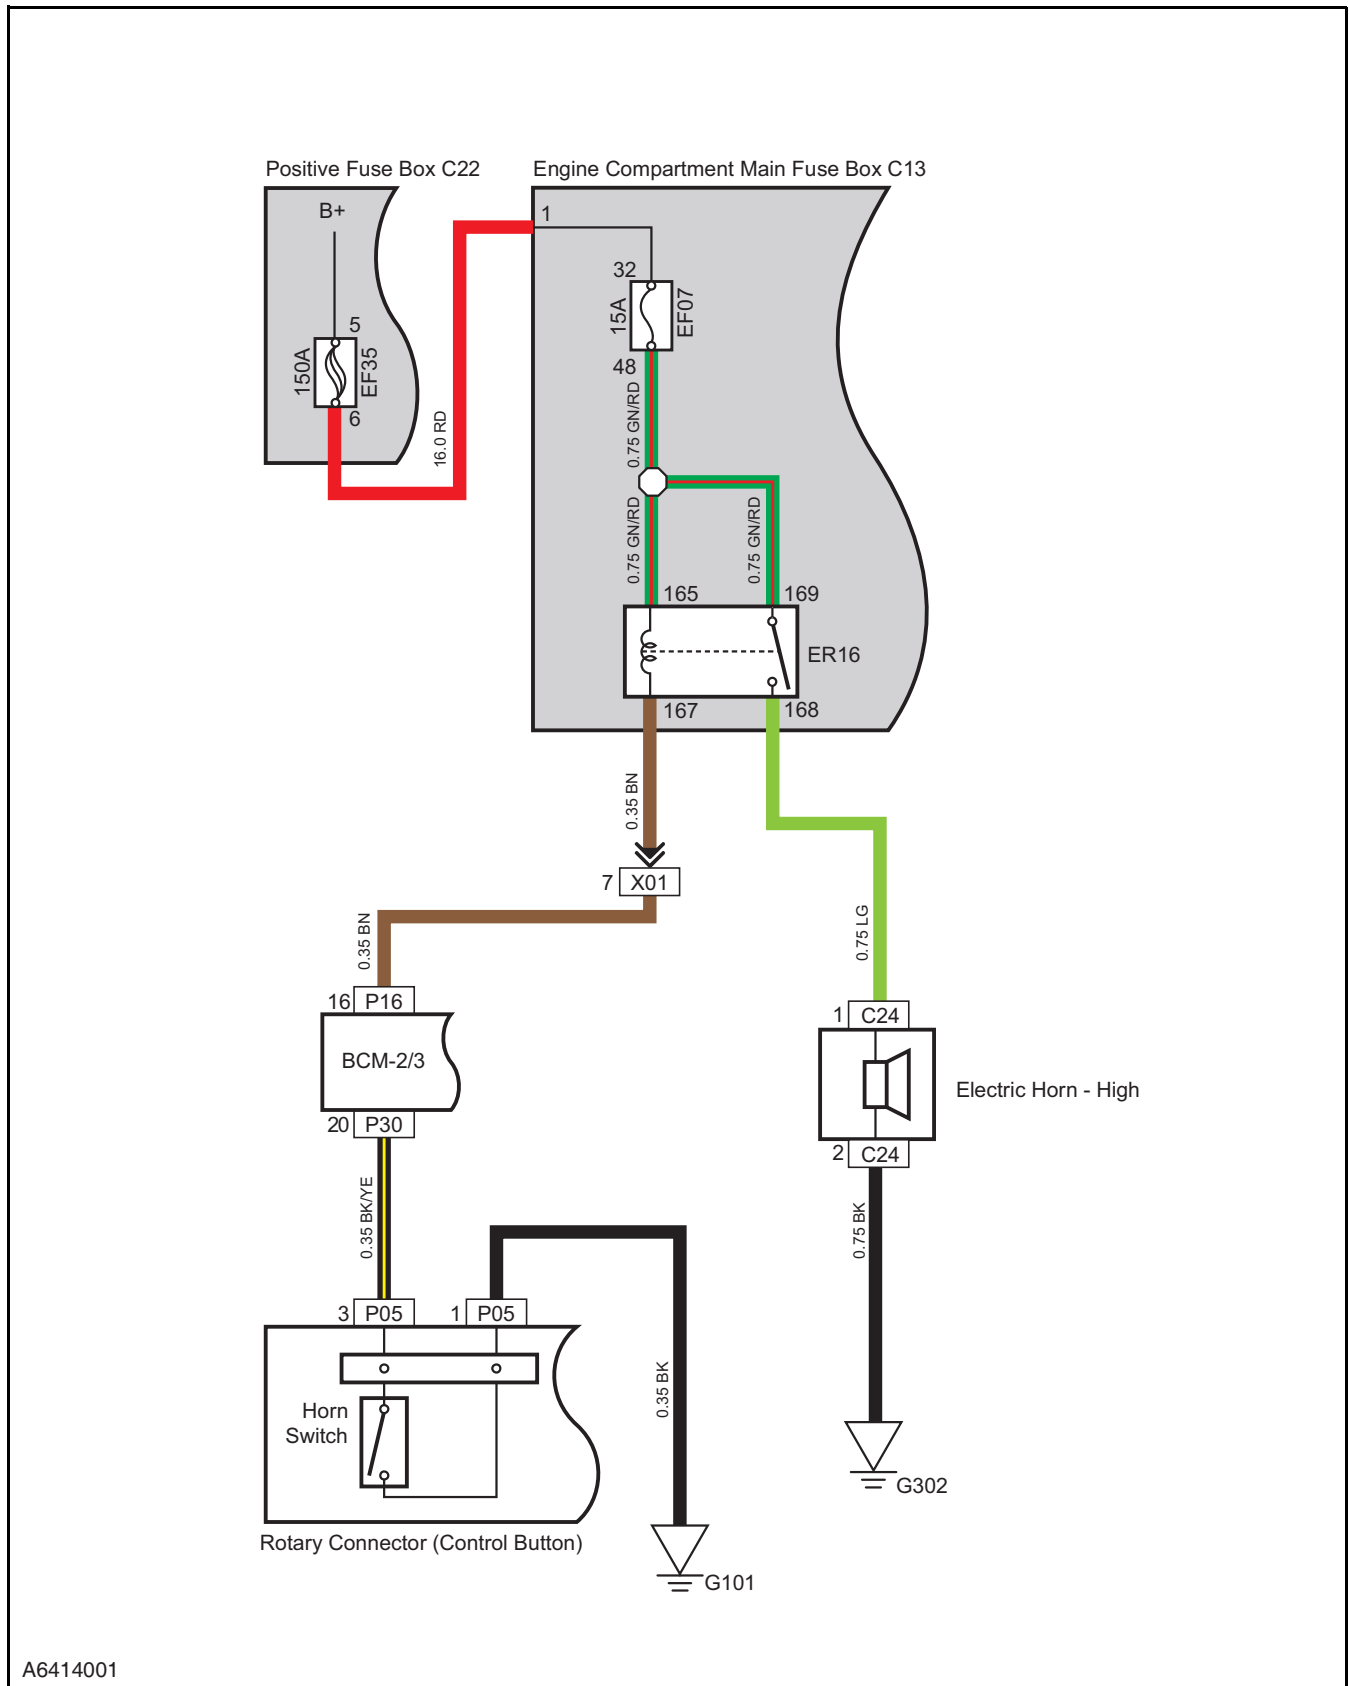 Positive Fuse Box C22
Engine Compartment Main Fuse Box C13
B+
1
32
15A
EF07
5
150A
EF35
6
48
16.0 RD
0.75 GN/RD
0.75 GN/RD
0.75 GN/RD
165
169
ER16
167
168
0.35 BN
7
X01
0.35 BN
0.75 LG
16
P16
1
C24
BCM-2/3
Electric Horn - High
20
P30
2
C24
0.35 BK/YE
0.75 BK
3
P05
1
P05
0.35 BK
Horn
Switch
G302
Rotary Connector (Control Button)
G101
A6414001